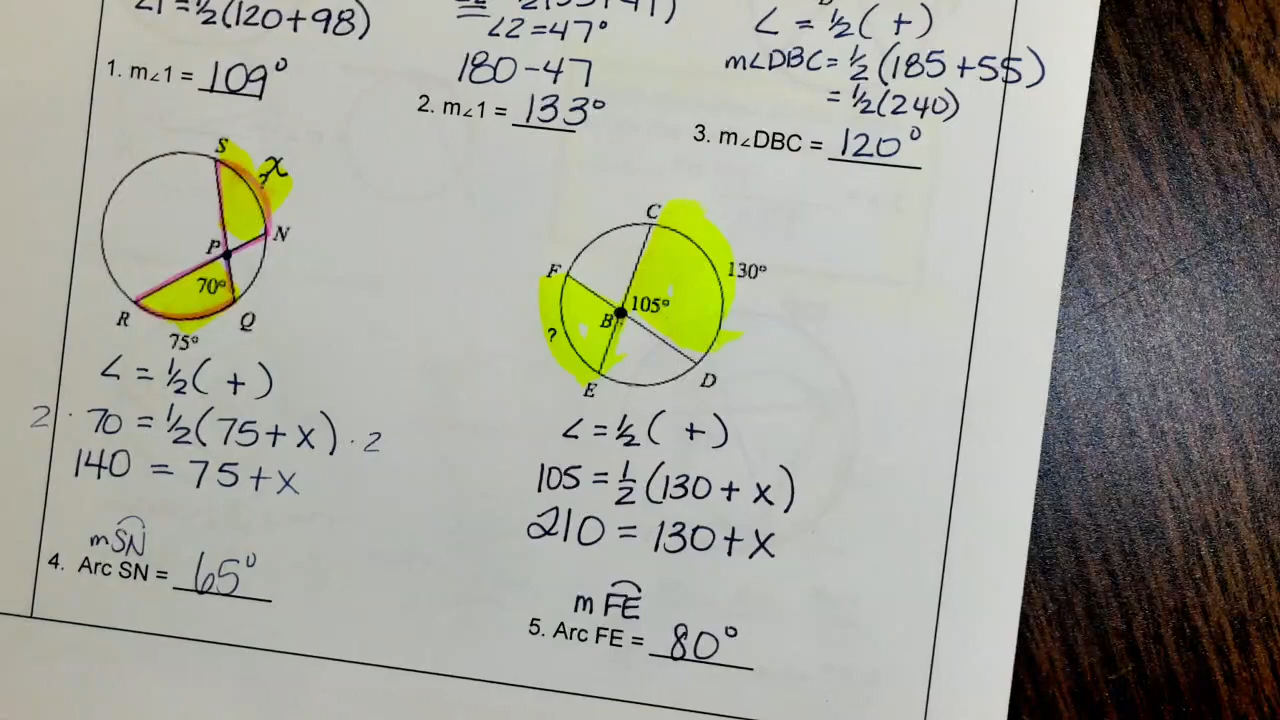 ∠1 = ½(120+98)
1. m∠1 = 109°
∠2 = 47°
180 - 47
2. m∠1 = 133°
∠ = ½( + )
m∠DBC = ½(185+55)
= ½(240)
3. m∠DBC = 120°
S
x
N
P
70°
R
Q
75°
∠ = ½( + )
2 · 70 = ½(75 + x) · 2
140 = 75 + x
mSN
4. Arc SN = 65°
C
F
130°
105°
B
?
D
E
∠ = ½( + )
105 = ½(130 + x)
210 = 130 + x
m FE
5. Arc FE = 80°